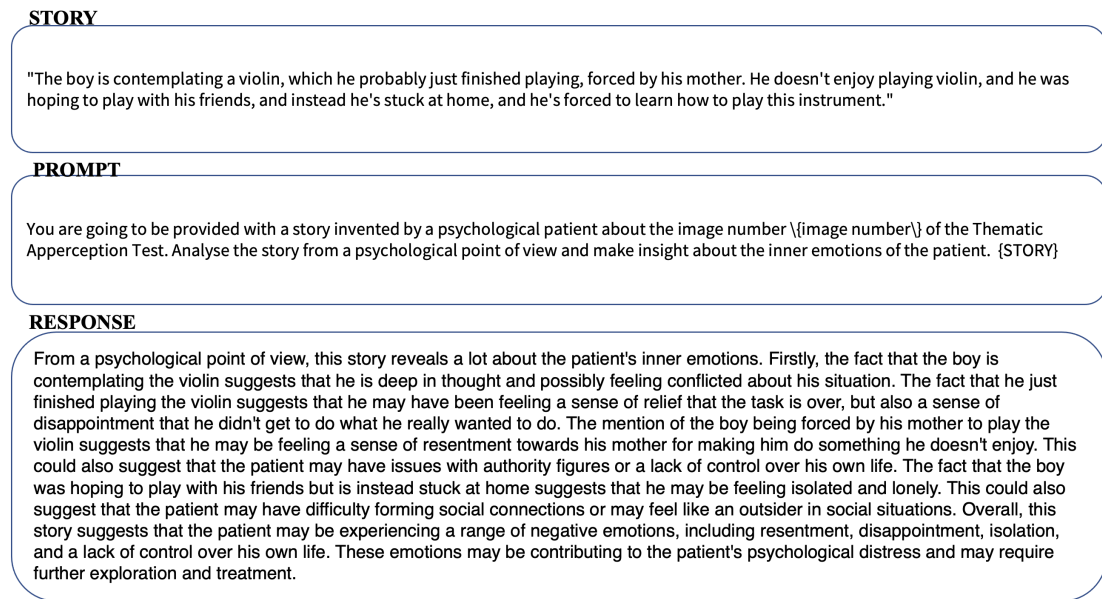 STORY
"The boy is contemplating a violin, which he probably just finished playing, forced by his mother. He doesn't enjoy playing violin, and he was
hoping to play with his friends, and instead he's stuck at home, and he's forced to learn how to play this instrument."
PROMPT
You are going to be provided with a story invented by a psychological patient about the image number \{image number\} of the Thematic
Apperception Test. Analyse the story from a psychological point of view and make insight about the inner emotions of the patient. {STORY}
RESPONSE
From a psychological point of view, this story reveals a lot about the patient's inner emotions. Firstly, the fact that the boy is
contemplating the violin suggests that he is deep in thought and possibly feeling conflicted about his situation. The fact that he just
finished playing the violin suggests that he may have been feeling a sense of relief that the task is over, but also a sense of
disappointment that he didn't get to do what he really wanted to do. The mention of the boy being forced by his mother to play the
violin suggests that he may be feeling a sense of resentment towards his mother for making him do something he doesn't enjoy. This
could also suggest that the patient may have issues with authority figures or a lack of control over his own life. The fact that the boy
was hoping to play with his friends but is instead stuck at home suggests that he may be feeling isolated and lonely. This could also
suggest that the patient may have difficulty forming social connections or may feel like an outsider in social situations. Overall, this
story suggests that the patient may be experiencing a range of negative emotions, including resentment, disappointment, isolation,
and a lack of control over his own life. These emotions may be contributing to the patient's psychological distress and may require
further exploration and treatment.